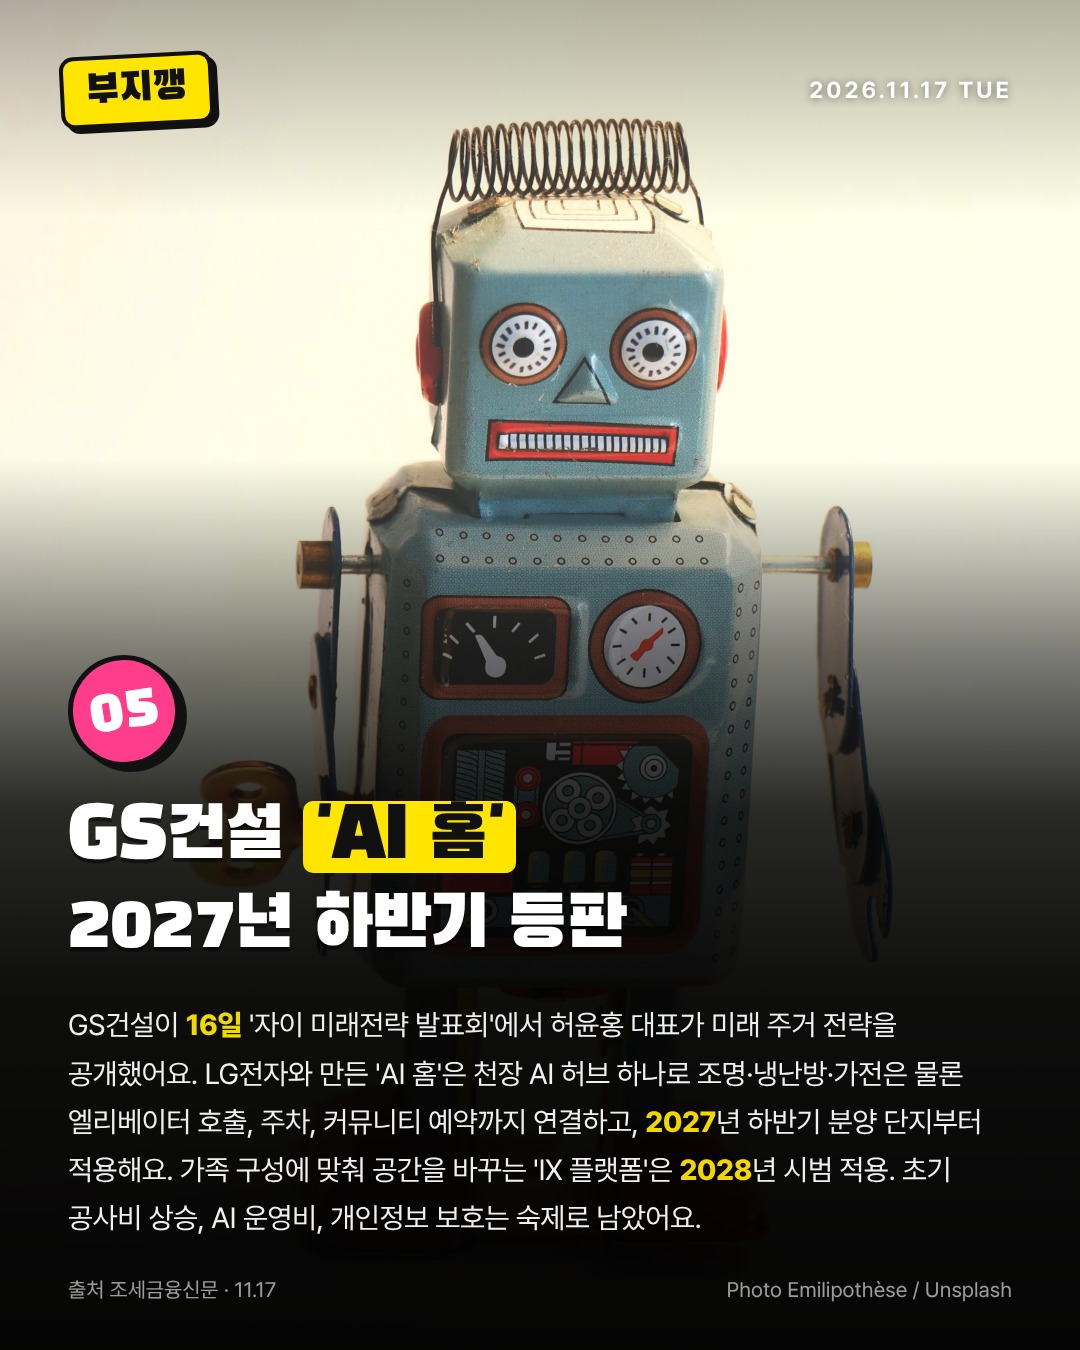 부지깽
2026.11.17 TUE
05
GS건설 'AI 홈'
2027년 하반기 등판
GS건설이 16일 '자이 미래전략 발표회'에서 허윤홍 대표가 미래 주거 전략을
공개했어요. LG전자와 만든 'AI 홈'은 천장 AI 허브 하나로 조명·냉난방·가전은 물론
엘리베이터 호출, 주차, 커뮤니티 예약까지 연결하고, 2027년 하반기 분양 단지부터
적용해요. 가족 구성에 맞춰 공간을 바꾸는 'IX 플랫폼'은 2028년 시범 적용. 초기
공사비 상승, AI 운영비, 개인정보 보호는 숙제로 남았어요.
출처 조세금융신문 · 11.17
Photo Emilipothèse / Unsplash